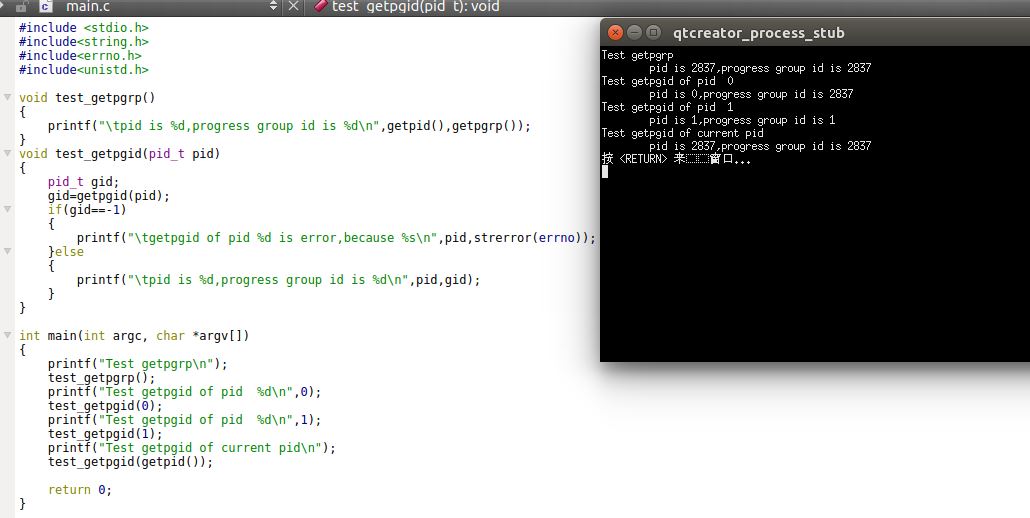 main.c
test_getpgid(pid_t): void
#include <stdio.h>
#include<string.h>
#include<errno.h>
#include<unistd.h>
void test_getpgrp()
{
    printf("\tpid is %d,progress group id is %d\n",getpid(),getpgrp());
}
void test_getpgid(pid_t pid)
{
    pid_t gid;
    gid=getpgid(pid);
    if(gid==-1)
    {
        printf("\tgetpgid of pid %d is error,because %s\n",pid,strerror(errno));
    }else
    {
        printf("\tpid is %d,progress group id is %d\n",pid,gid);
    }
}
int main(int argc, char *argv[])
{
    printf("Test getpgrp\n");
    test_getpgrp();
    printf("Test getpgid of pid  %d\n",0);
    test_getpgid(0);
    printf("Test getpgid of pid  %d\n",1);
    test_getpgid(1);
    printf("Test getpgid of current pid\n");
    test_getpgid(getpid());
    return 0;
}
qtcreator_process_stub
Test getpgrp
        pid is 2837,progress group id is 2837
Test getpgid of pid  0
        pid is 0,progress group id is 2837
Test getpgid of pid  1
        pid is 1,progress group id is 1
Test getpgid of current pid
        pid is 2837,progress group id is 2837
按 <RETURN> 来窗口...